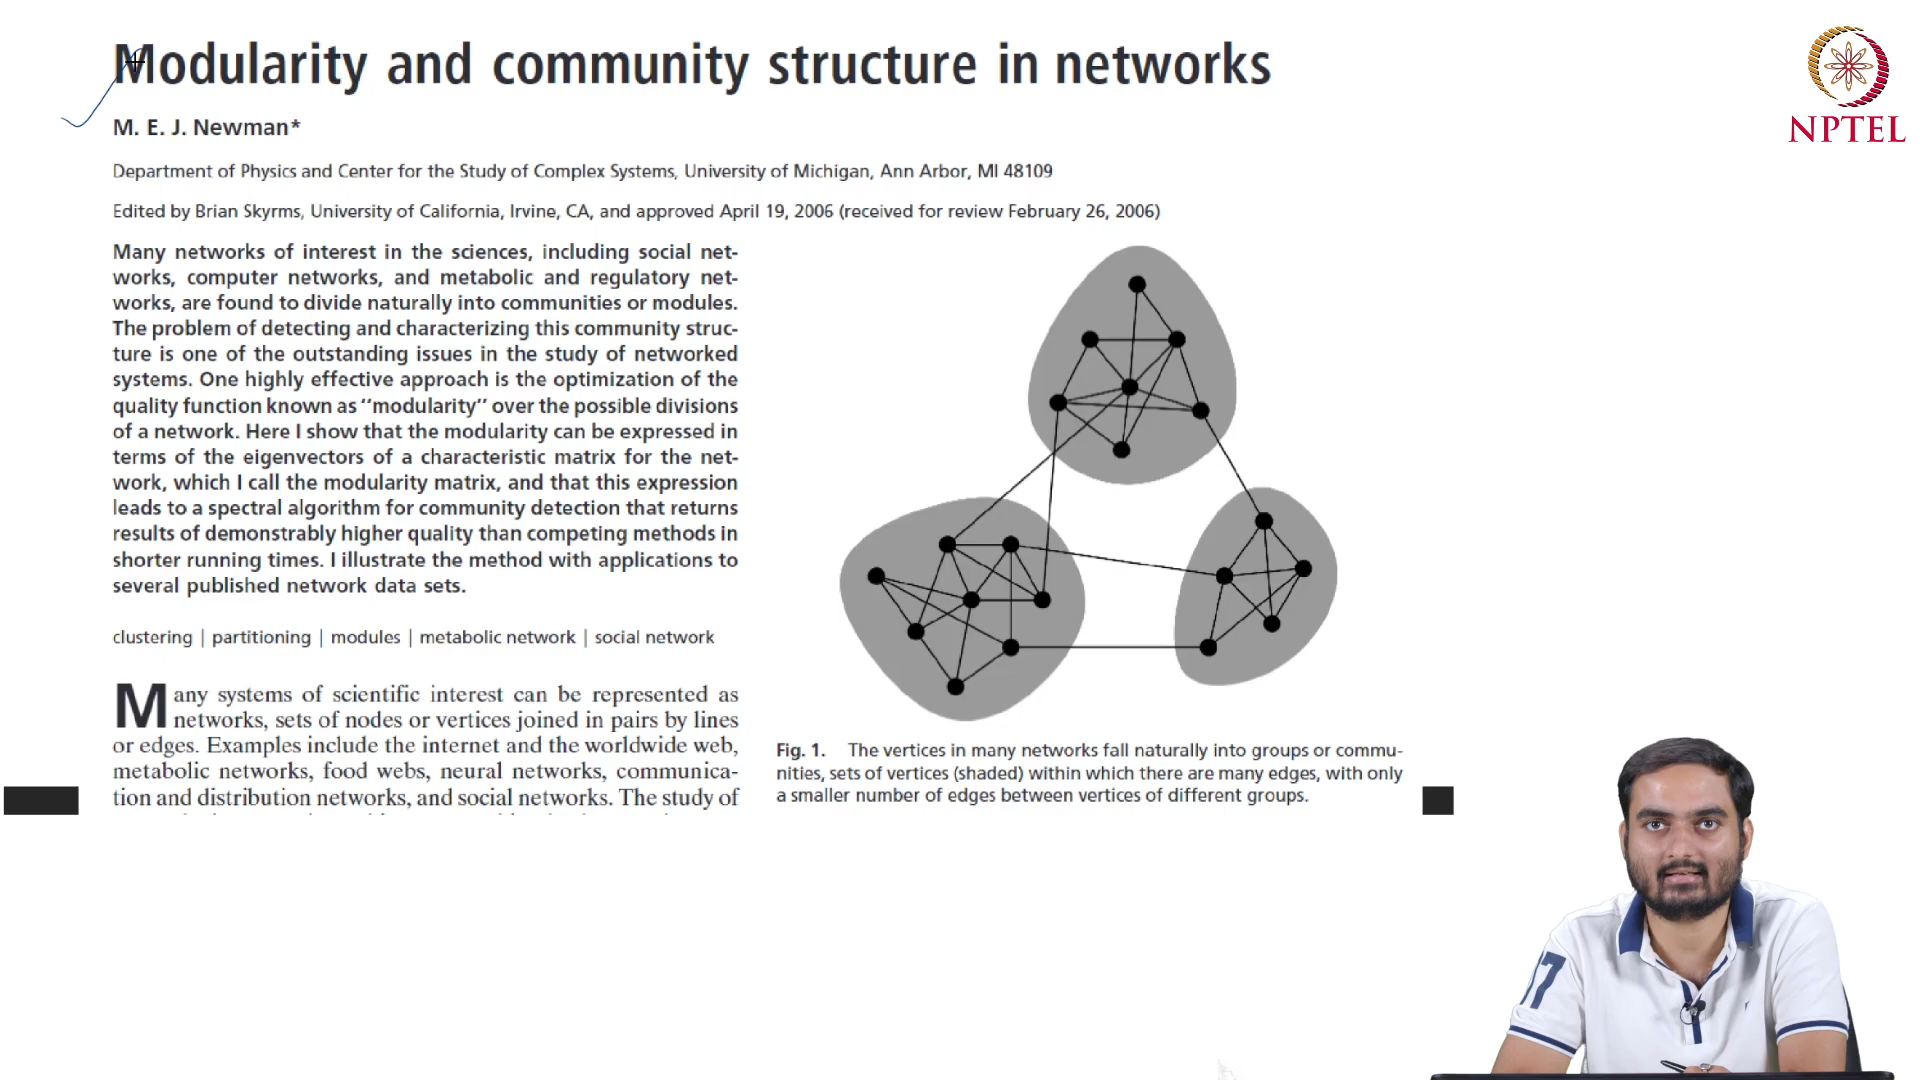 Modularity and community structure in networks
M. E. J. Newman*
Department of Physics and Center for the Study of Complex Systems, University of Michigan, Ann Arbor, MI 48109
Edited by Brian Skyrms, University of California, Irvine, CA, and approved April 19, 2006 (received for review February 26, 2006)
Many networks of interest in the sciences, including social net-
works, computer networks, and metabolic and regulatory net-
works, are found to divide naturally into communities or modules.
The problem of detecting and characterizing this community struc-
ture is one of the outstanding issues in the study of networked
systems. One highly effective approach is the optimization of the
quality function known as "modularity" over the possible divisions
of a network. Here I show that the modularity can be expressed in
terms of the eigenvectors of a characteristic matrix for the net-
work, which I call the modularity matrix, and that this expression
leads to a spectral algorithm for community detection that returns
results of demonstrably higher quality than competing methods in
shorter running times. I illustrate the method with applications to
several published network data sets.
clustering | partitioning | modules | metabolic network | social network
Many systems of scientific interest can be represented as
networks, sets of nodes or vertices joined in pairs by lines
or edges. Examples include the internet and the worldwide web,
metabolic networks, food webs, neural networks, communica-
tion and distribution networks, and social networks. The study of
Fig. 1. The vertices in many networks fall naturally into groups or commu-
nities, sets of vertices (shaded) within which there are many edges, with only
a smaller number of edges between vertices of different groups.
NPTEL
17